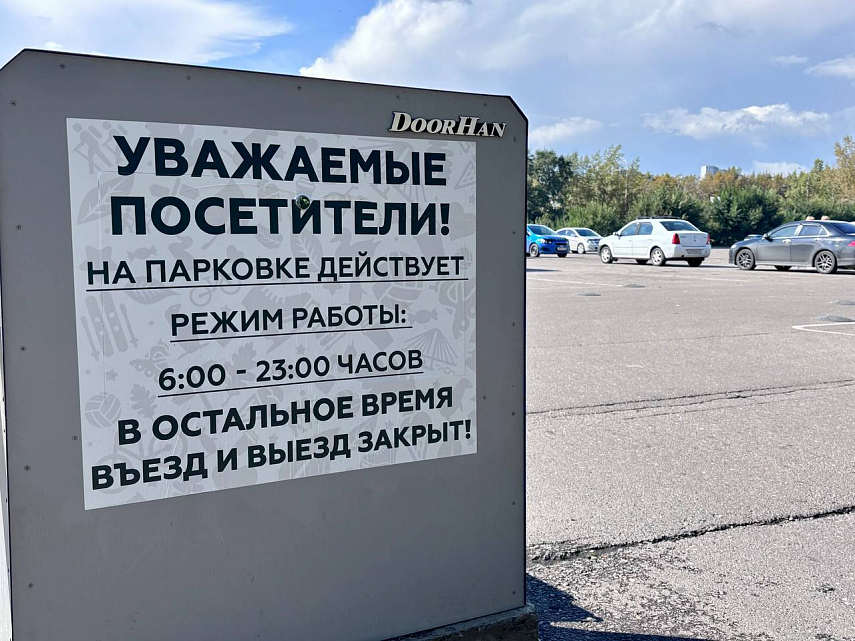 DOORHAN
УВАЖАЕМЫЕ
ПОСЕТИТЕЛИ!
НА ПАРКОВКЕ ДЕЙСТВУЕТ
РЕЖИМ РАБОТЫ:
6:00 - 23:00 ЧАСОВ
В ОСТАЛЬНОЕ ВРЕМЯ
ВЪЕЗД И ВЫЕЗД ЗАКРЫТ!